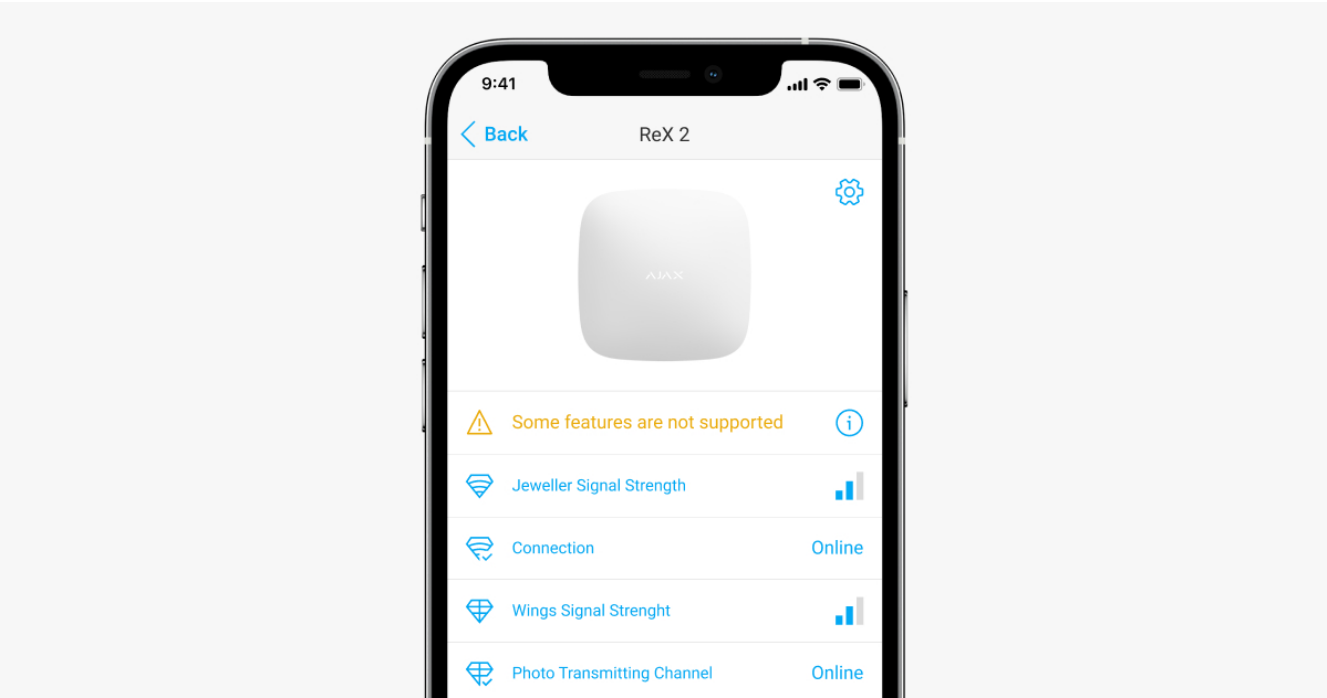 9:41
Back
ReX 2
AJAX
Some features are not supported
Jeweller Signal Strength
Connection
Online
Wings Signal Strenght
Photo Transmitting Channel
Online